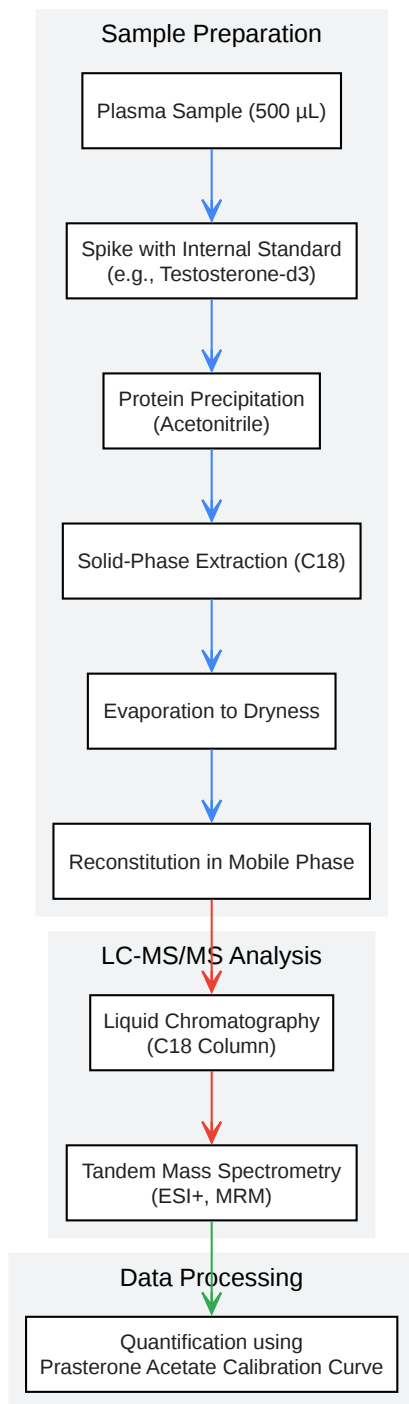 Sample Preparation
Plasma Sample (500 µL)
Spike with Internal Standard
(e.g., Testosterone-d3)
Protein Precipitation
(Acetonitrile)
Solid-Phase Extraction (C18)
Evaporation to Dryness
Reconstitution in Mobile Phase
LC-MS/MS Analysis
Liquid Chromatography
(C18 Column)
Tandem Mass Spectrometry
(ESI+, MRM)
Data Processing
Quantification using
Prasterone Acetate Calibration Curve